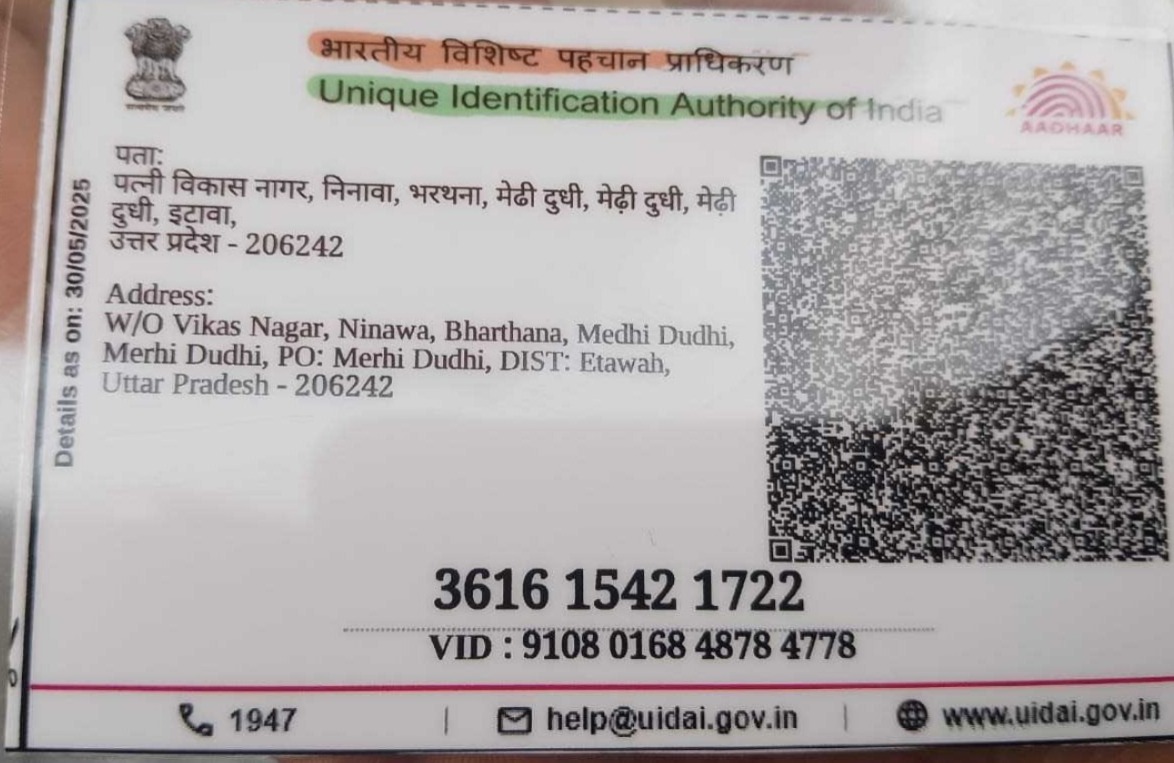 भारतीय विशिष्ट पहचान प्राधिकरण
Unique Identification Authority of India
AADHAAR
Details as on: 30/05/2025
पता:
पत्नी विकास नागर, निनावा, भरथना, मेढी दुधी, मेढ़ी दुधी, मेढ़ी
दुधी, इटावा,
उत्तर प्रदेश - 206242
Address:
W/O Vikas Nagar, Ninawa, Bharthana, Medhi Dudhi,
Merhi Dudhi, PO: Merhi Dudhi, DIST: Etawah,
Uttar Pradesh - 206242
3616 1542 1722
VID : 9108 0168 4878 4778
1947
help@uidai.gov.in
www.uidai.gov.in